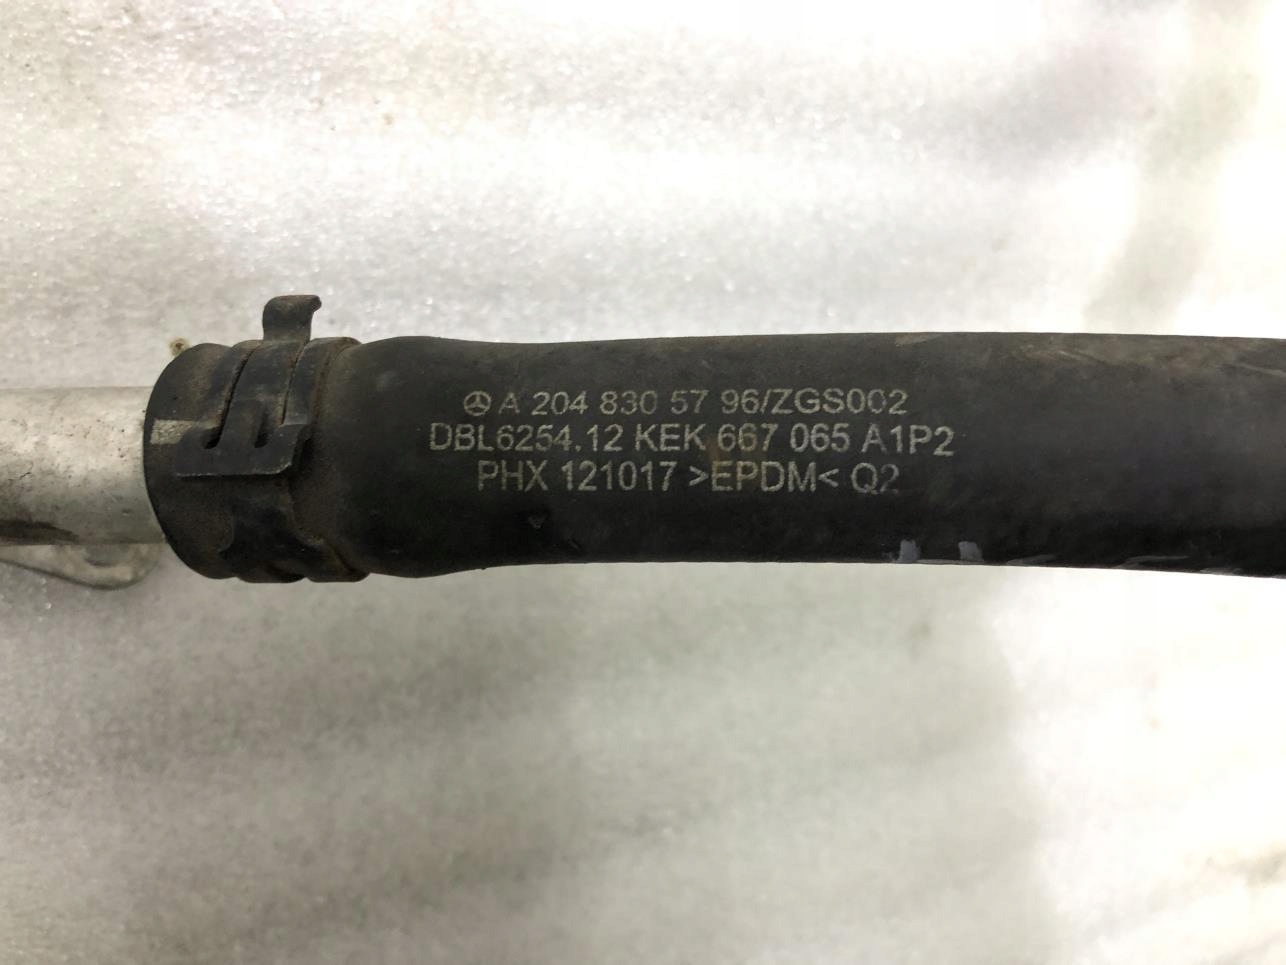 A 204 830 57 96/ZGS002
DBL6254.12 KEK 667 065 A1P2
PHX 121017 >EPDM< Q2